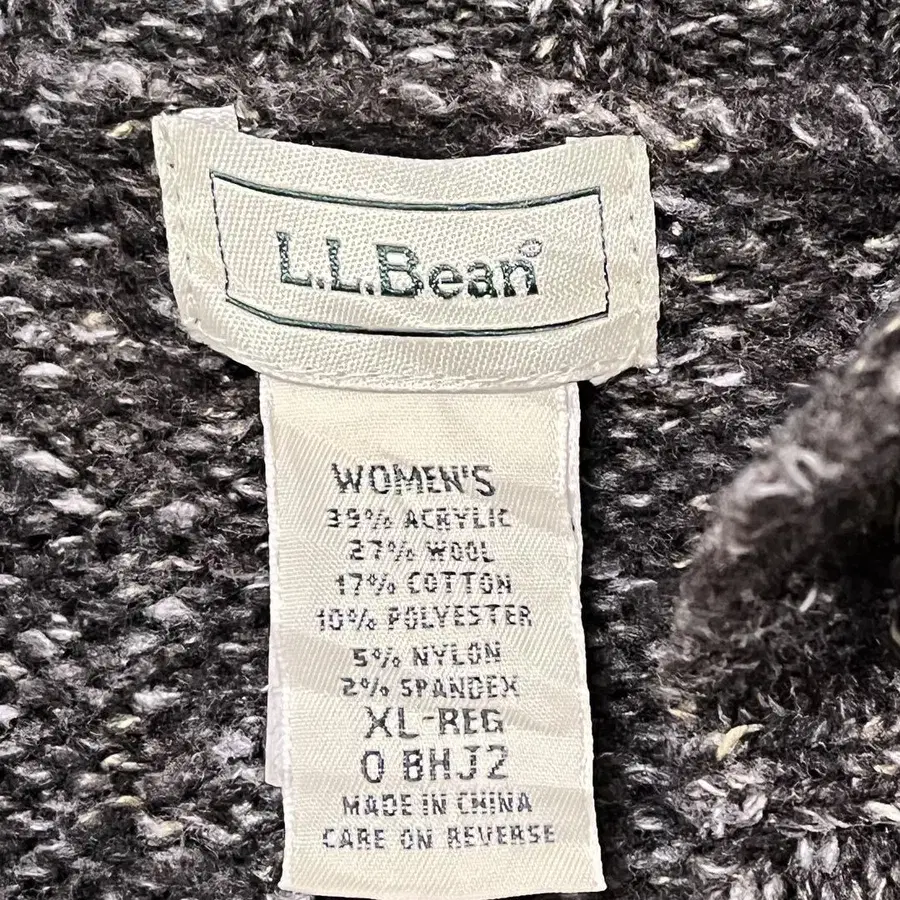 L.L.Bean®
WOMEN'S
39% ACRYLIC
27% WOOL
17% COTTON
10% POLYESTER
5% NYLON
2% SPANDEX
XL-REG
0 BHJ2
MADE IN CHINA
CARE ON REVERSE